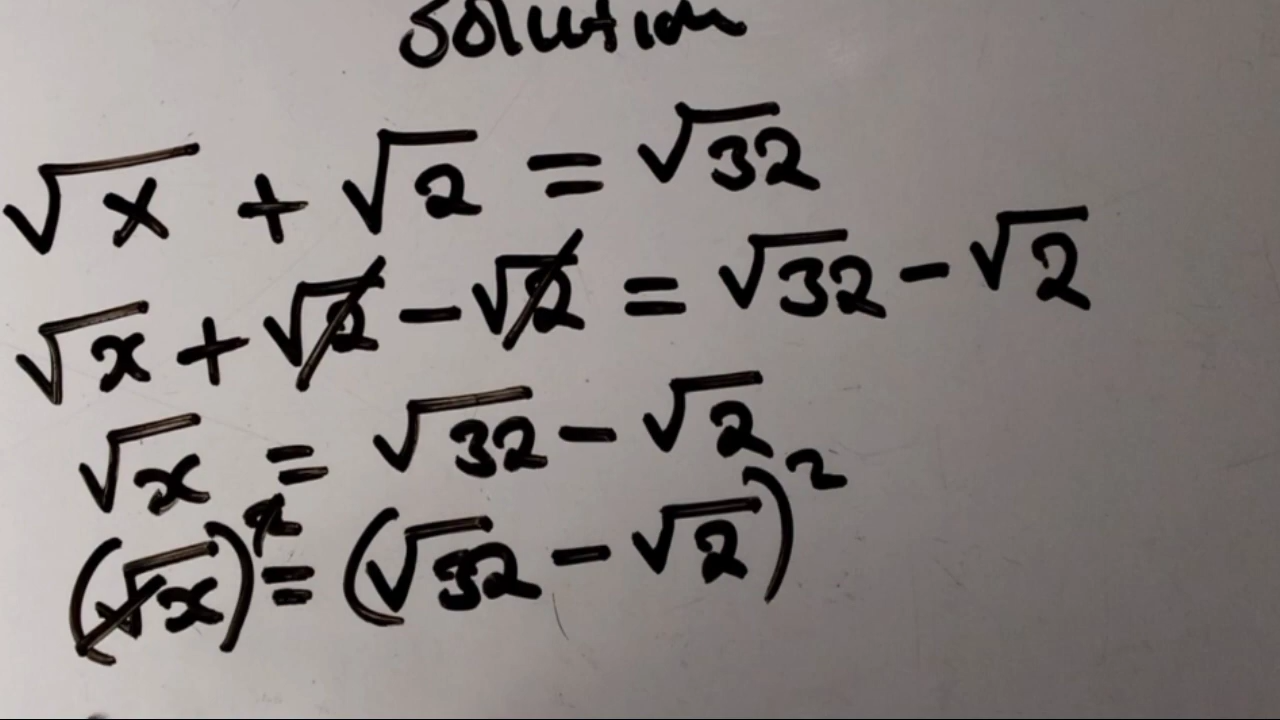 Solution
√x + √2 = √32
√x + √2 - √2 = √32 - √2
√x = √32 - √2
(√x)² = (√32 - √2)²